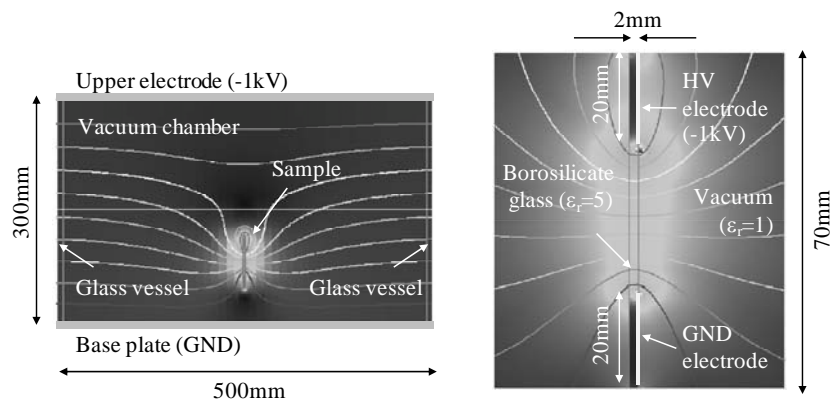 Upper electrode (-1kV)
Vacuum chamber
Sample
300mm
Glass vessel
Glass vessel
Base plate (GND)
500mm
2mm
20mm
HV
electrode
(-1kV)
Borosilicate
glass (εr=5)
Vacuum
(εr=1)
70mm
20mm
GND
electrode